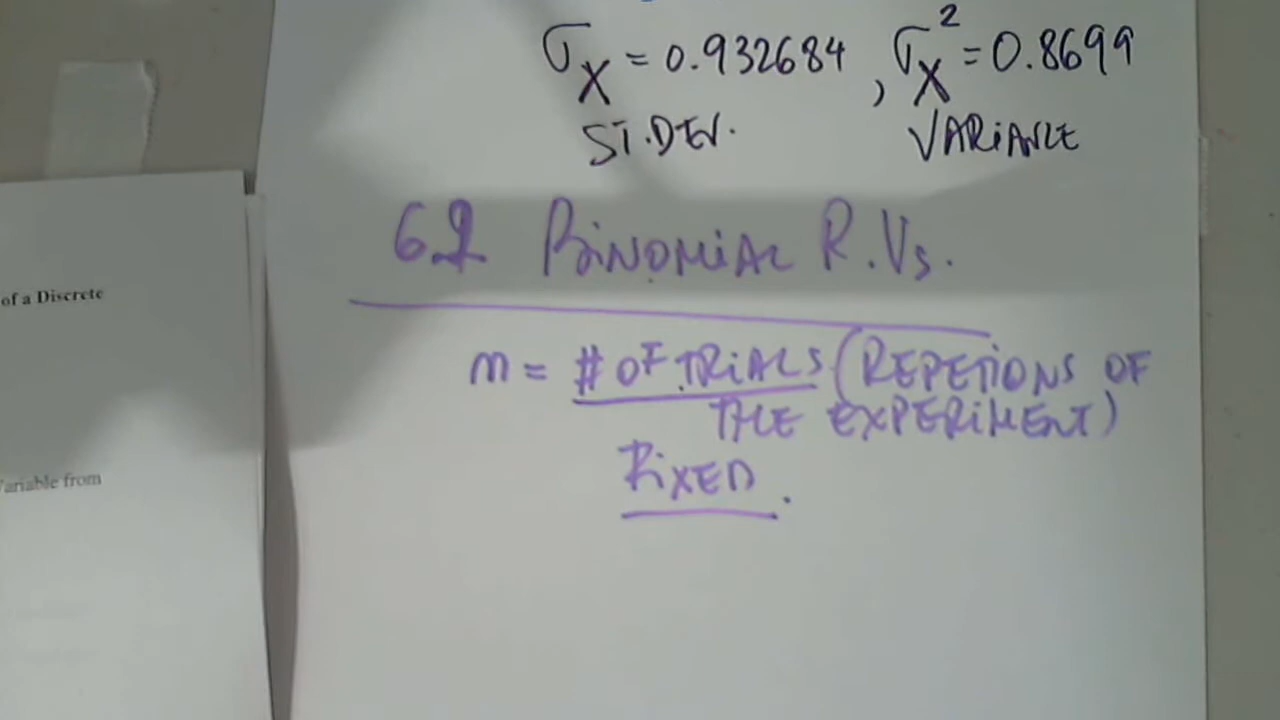 σx = 0.932684 , σx² = 0.8699
ST.DEV. VARIANCE
6.2 BINOMIAL R.Vs.
of a Discrete
n = # OF TRIALS (REPETIONS OF
THE EXPERIMENT)
FIXED.
Variable from